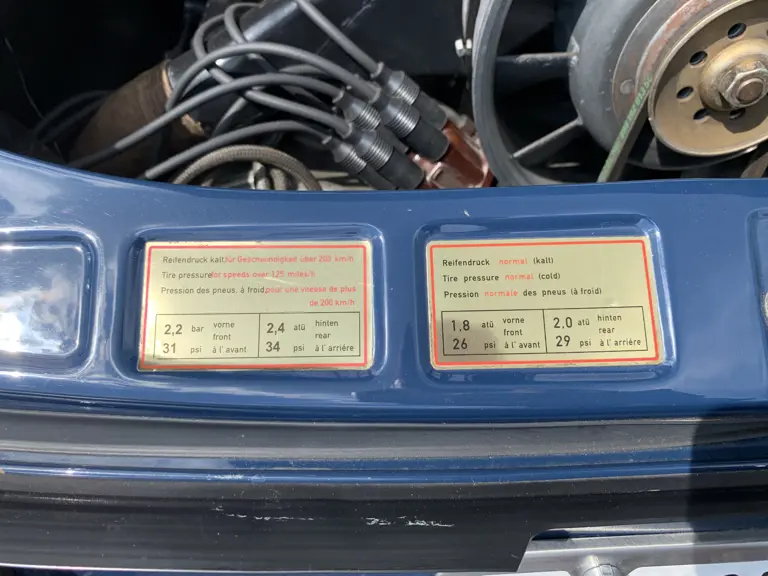 Reifendruck kalt,für Geschwindigkeit über 200 km/h
Tire pressure for speeds over 125 miles/h
Pression des pneus, à froid,pour une vitesse de plus
de 200 km/h
2,2 bar vorne
front
31 psi à l'avant
2,4 atü hinten
rear
34 psi à l'arrière
Reifendruck normal (kalt)
Tire pressure normal (cold)
Pression normale des pneus (à froid)
1,8 atü vorne
front
26 psi à l'avant
2,0 atü hinten
rear
29 psi à l'arrière